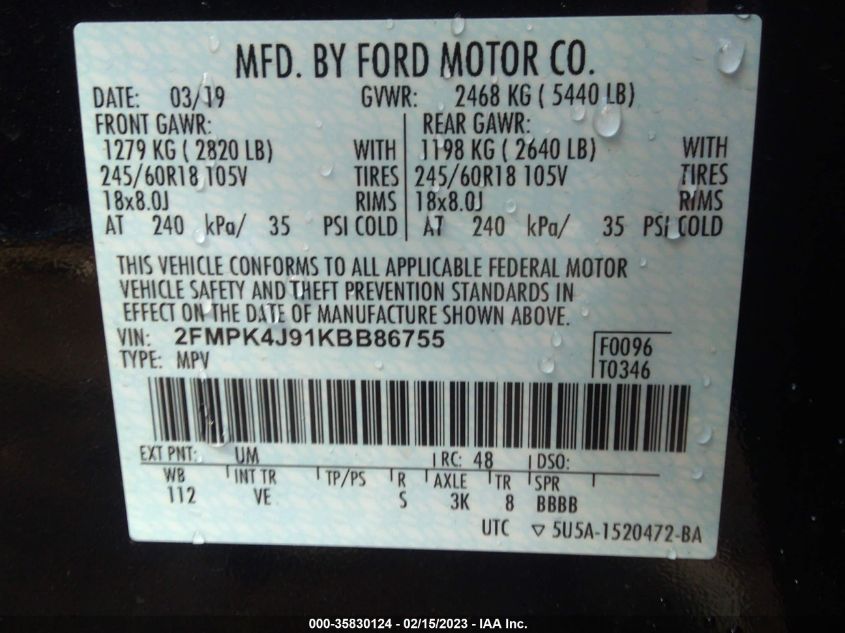 MFD. BY FORD MOTOR CO.
DATE: 03/19 GVWR: 2468 KG ( 5440 LB)
FRONT GAWR: REAR GAWR:
1279 KG ( 2820 LB) WITH 1198 KG ( 2640 LB) WITH
245/60R18 105V TIRES 245/60R18 105V TIRES
18x8.0J RIMS 18x8.0J RIMS
AT 240 kPa/ 35 PSI COLD AT 240 kPa/ 35 PSI COLD
THIS VEHICLE CONFORMS TO ALL APPLICABLE FEDERAL MOTOR
VEHICLE SAFETY AND THEFT PREVENTION STANDARDS IN
EFFECT ON THE DATE OF MANUFACTURE SHOWN ABOVE.
VIN: 2FMPK4J91KBB86755 F0096
TYPE: MPV T0346
EXT PNT: UM RC: 48 DSO:
WB INT TR TP/PS R AXLE TR SPR
112 VE S 3K 8 BBBB
UTC ▽ 5U5A-1520472-BA
000-35830124 - 02/15/2023 - IAA Inc.